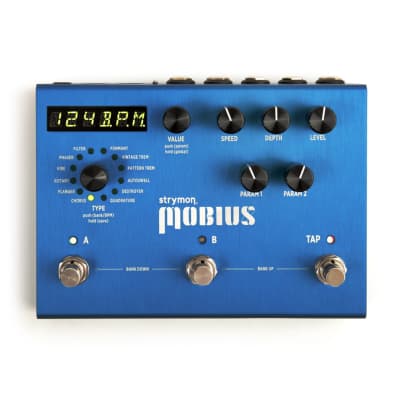 124 B.P.M.
VALUE
push (param)
hold (global)
SPEED
DEPTH
LEVEL
FILTER
FORMANT
PHASER
VINTAGE TREM
VIBE
PATTERN TREM
ROTARY
AUTOSWELL
FLANGER
DESTROYER
CHORUS
QUADRATURE
TYPE
push (bank/BPM)
hold (save)
PARAM 1
PARAM 2
strymon
MOBIUS
A
B
TAP
BANK DOWN
BANK UP